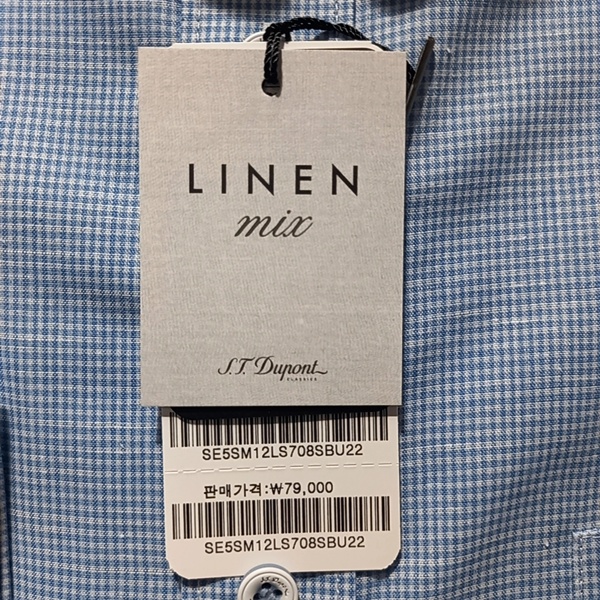 LINEN
mix
S.T. Dupont
CLASSICS
SE5SM12LS708SBU22
판매가격:₩79,000
SE5SM12LS708SBU22